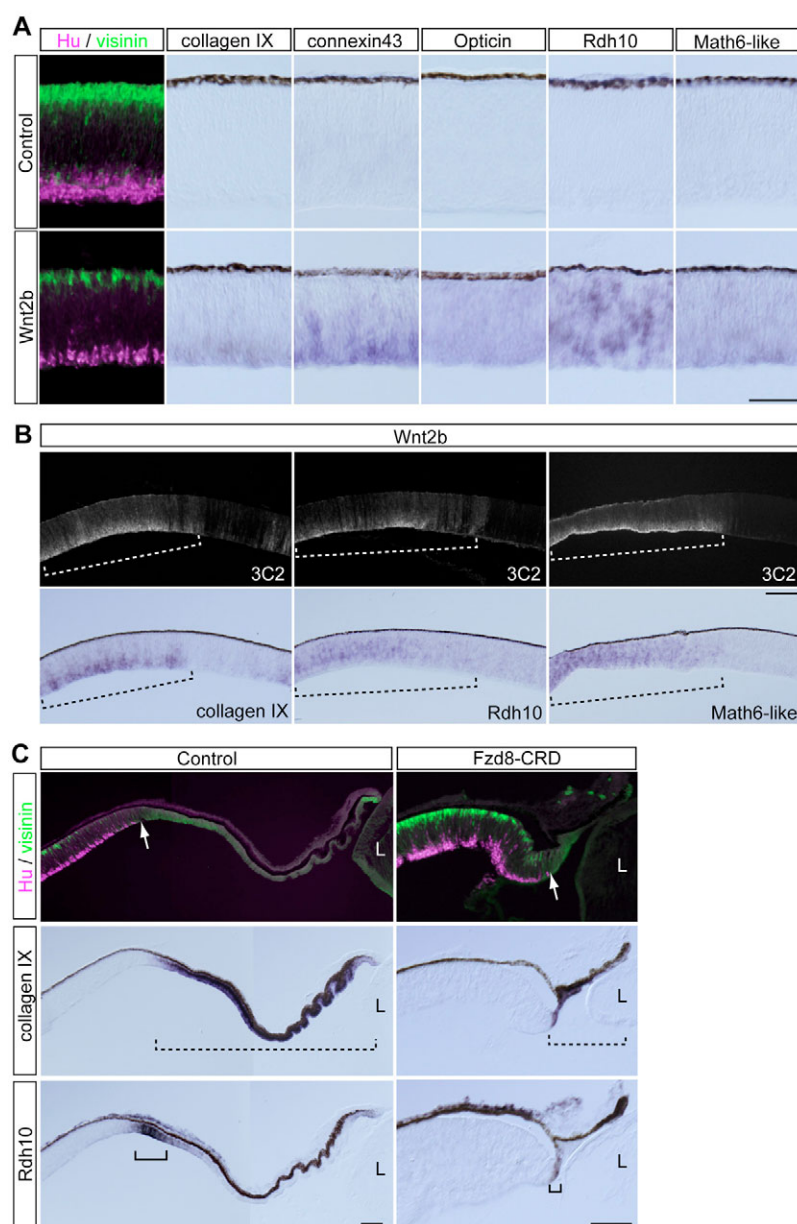 A
Hu / visinin
collagen IX
connexin43
Opticin
Rdh10
Math6-like
Control
Wnt2b
B
Wnt2b
3C2
3C2
3C2
collagen IX
Rdh10
Math6-like
C
Control
Fzd8-CRD
Hu / visinin
L
L
collagen IX
L
L
Rdh10
L
L